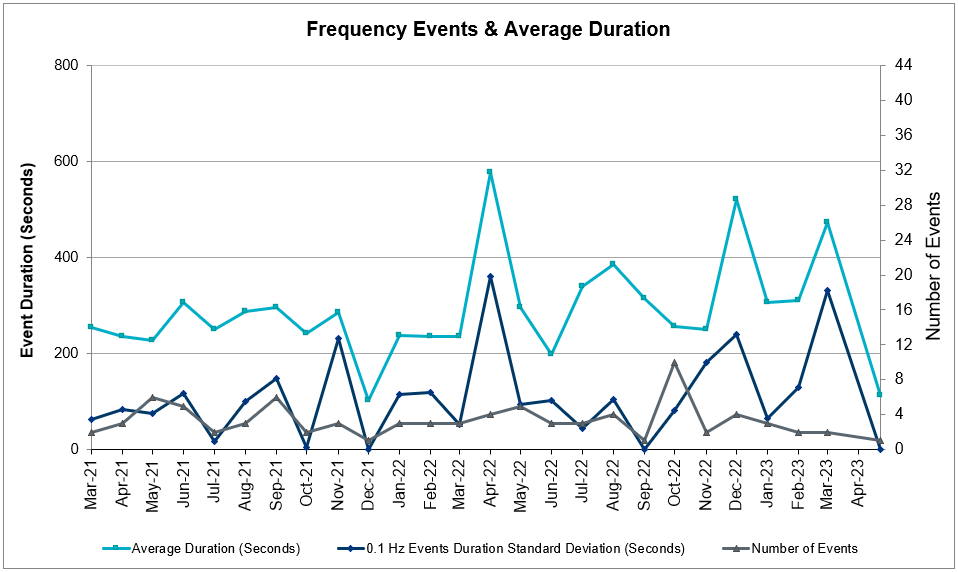 Frequency Events & Average Duration
800
600
400
200
0
Event Duration (Seconds)
44
40
36
32
28
24
20
16
12
8
4
0
Number of Events
Mar-21
Apr-21
May-21
Jun-21
Jul-21
Aug-21
Sep-21
Oct-21
Nov-21
Dec-21
Jan-22
Feb-22
Mar-22
Apr-22
May-22
Jun-22
Jul-22
Aug-22
Sep-22
Oct-22
Nov-22
Dec-22
Jan-23
Feb-23
Mar-23
Apr-23
Average Duration (Seconds) 0.1 Hz Events Duration Standard Deviation (Seconds) Number of Events